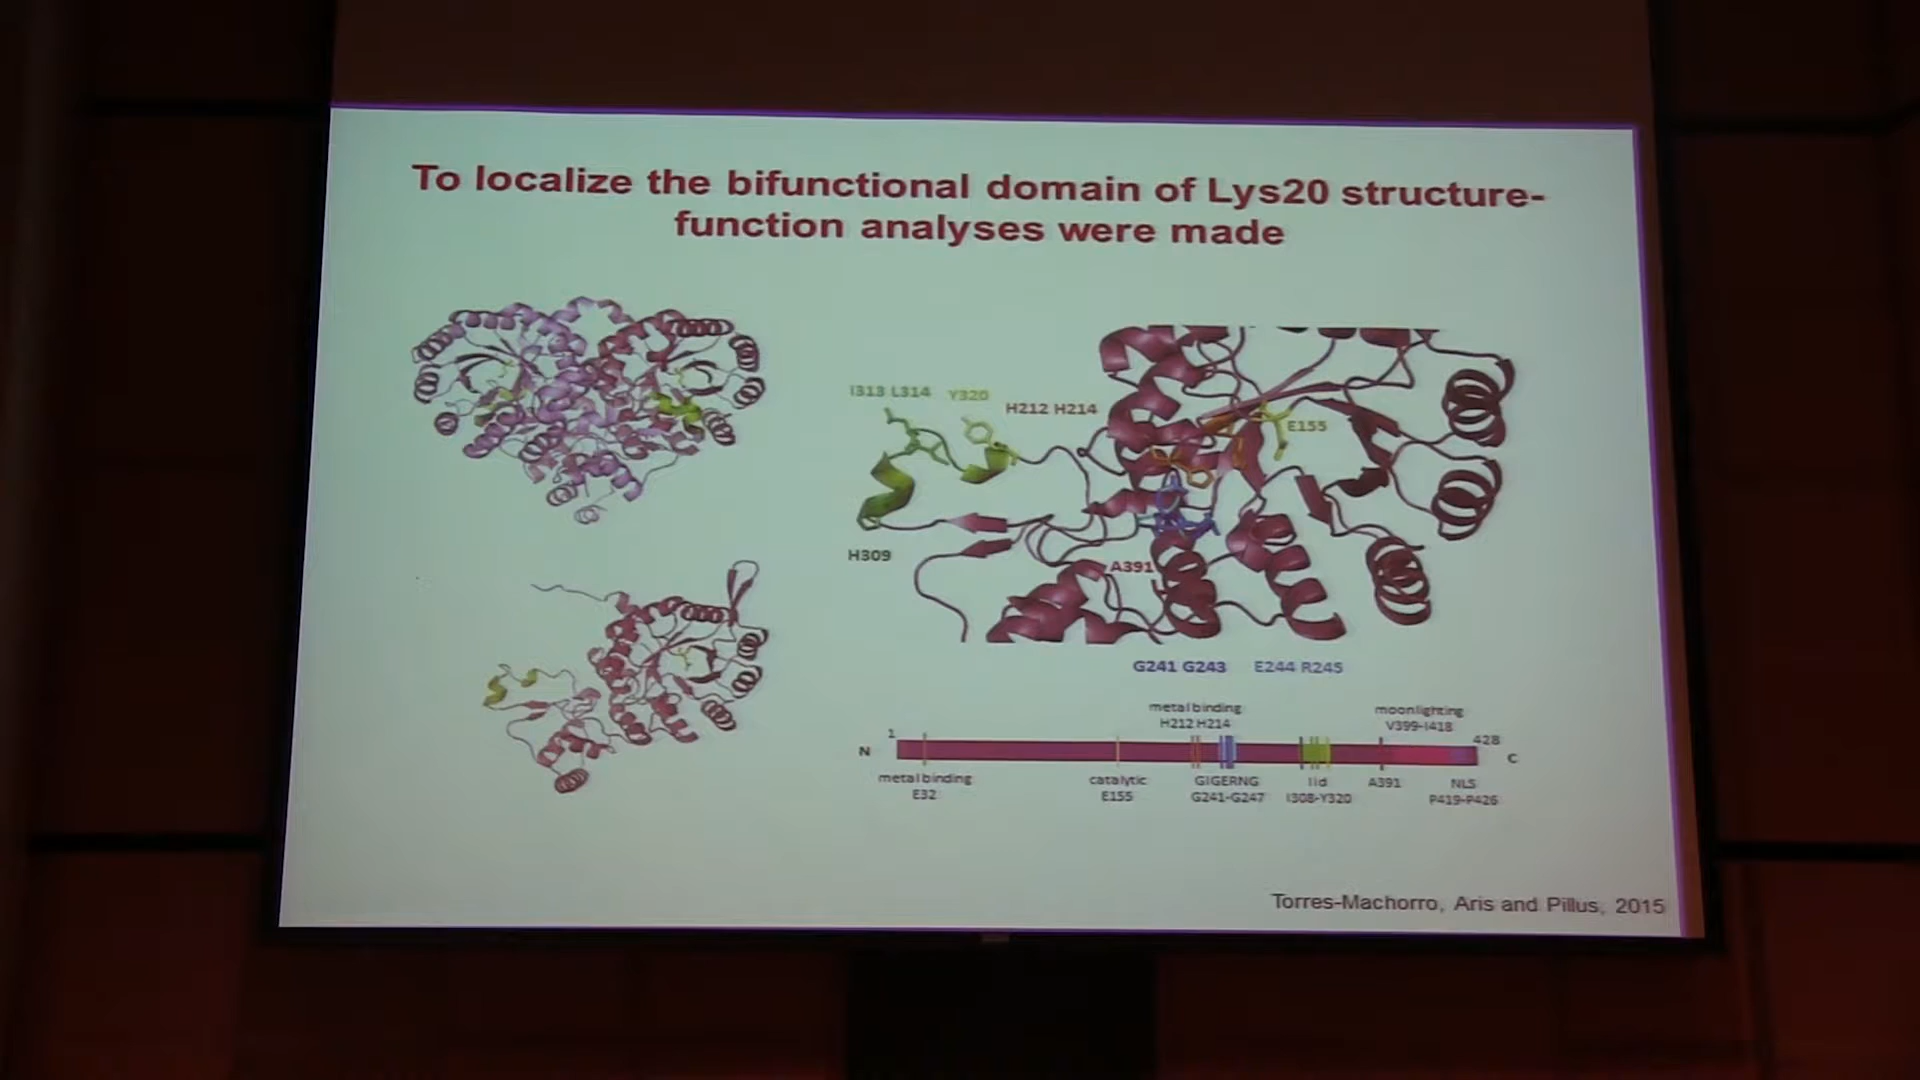 To localize the bifunctional domain of Lys20 structure-
function analyses were made
I313 L314 Y320
H212 H214
E155
H309
A391
G241 G243 E244 R245
metal binding
H212 H214
moonlighting
V399-I418
1
428
N
C
metal binding
E32
catalytic
E155
GIGERNG
G241-G247
lid
I308-Y320
A391
NLS
P419-P426
Torres-Machorro, Aris and Pillus, 2015